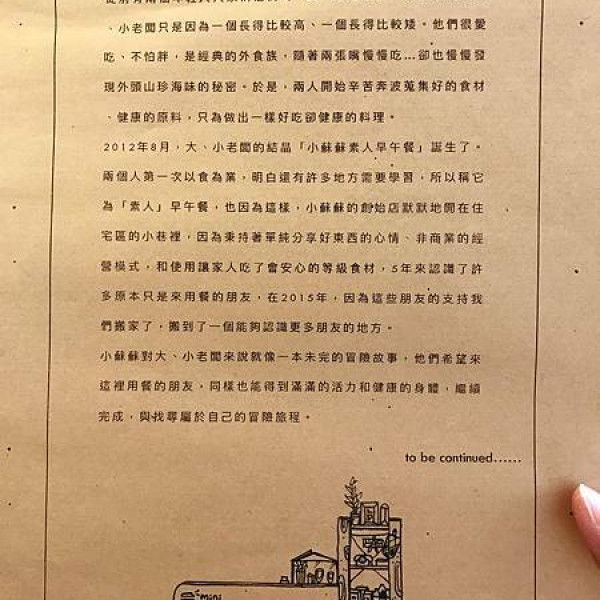 、小老闆只是因為一個長得比較高、一個長得比較矮。他們很愛
吃、不怕胖，是經典的外食族，隨著兩張嘴慢慢吃...卻也慢慢發
現外頭山珍海味的秘密。於是，兩人開始辛苦奔波蒐集好的食材
、健康的原料，只為做出一樣好吃卻健康的料理。
2012年8月，大、小老闆的結晶「小蘇蘇素人早午餐」誕生了。
兩個人第一次以食為業，明白還有許多地方需要學習，所以稱它
為「素人」早午餐，也因為這樣，小蘇蘇的創始店默默地開在住
宅區的小巷裡，因為秉持著單純分享好東西的心情、非商業的經
營模式，和使用讓家人吃了會安心的等級食材，5年來認識了許
多原本只是來用餐的朋友，在2015年，因為這些朋友的支持我
們搬家了，搬到了一個能夠認識更多朋友的地方。
小蘇蘇對大、小老闆來說就像一本未完的冒險故事，他們希望來
這裡用餐的朋友，同樣也能得到滿滿的活力和健康的身體，繼續
完成，與找尋屬於自己的冒險旅程。
to be continued......
mini